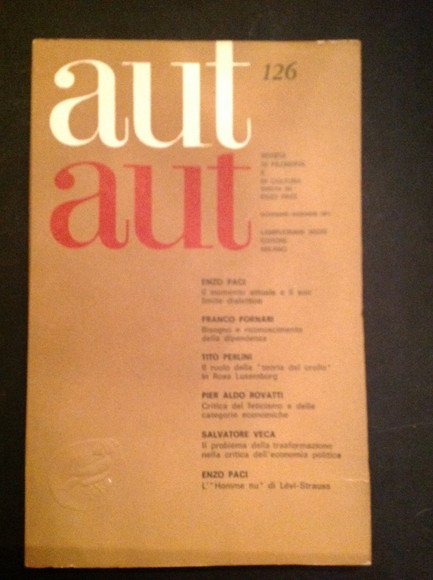 aut
aut
126
RIVISTA
DI FILOSOFIA
E
DI CULTURA
DIRETTA DA
ENZO PACI
NOVEMBRE-DICEMBRE 1971
LAMPUGNANI NIGRI
EDITORE
MILANO
ENZO PACI
Il momento attuale e il suo
limite dialettico
FRANCO FORNARI
Bisogno e riconoscimento
della dipendenza
TITO PERLINI
Il ruolo della "teoria del crollo"
in Rosa Luxemburg
PIER ALDO ROVATTI
Critica del feticismo e delle
categorie economiche
SALVATORE VECA
Il problema della trasformazione
nella critica dell'economia politica
ENZO PACI
L'"Homme nu" di Lévi-Strauss